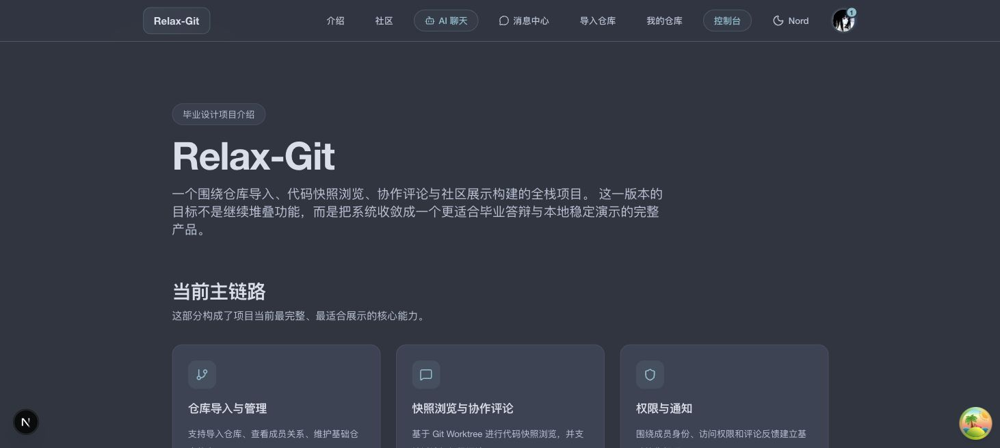 Relax-Git
介绍
社区
AI 聊天
消息中心
导入仓库
我的仓库
控制台
Nord
1
毕业设计项目介绍
Relax-Git
一个围绕仓库导入、代码快照浏览、协作评论与社区展示构建的全栈项目。 这一版本的
目标不是继续堆叠功能，而是把系统收敛成一个更适合毕业答辩与本地稳定演示的完整
产品。
当前主链路
这部分构成了项目当前最完整、最适合展示的核心能力。
仓库导入与管理
快照浏览与协作评论
权限与通知
支持导入仓库、查看成员关系、维护基础仓
基于 Git Worktree 进行代码快照浏览，并支
围绕成员身份、访问权限和评论反馈建立基
N